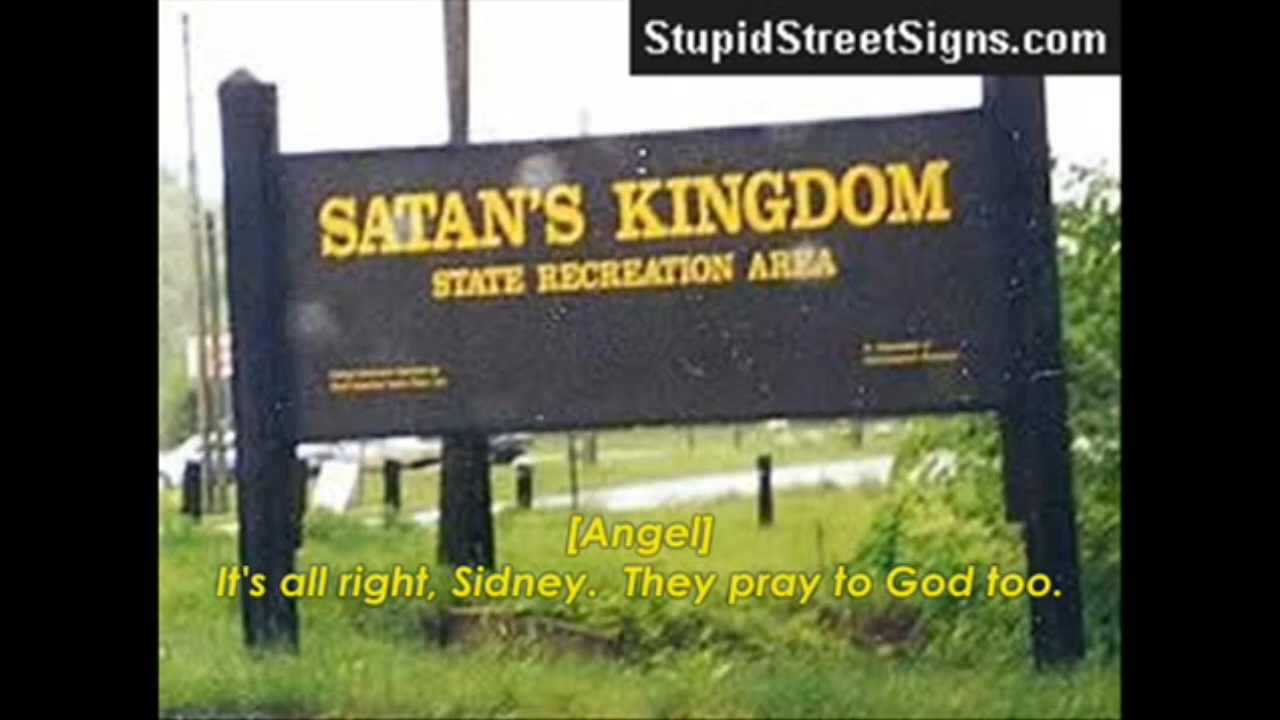 StupidStreetSigns.com
SATAN'S KINGDOM
STATE RECREATION AREA
[Angel]
It's all right, Sidney.  They pray to God too.